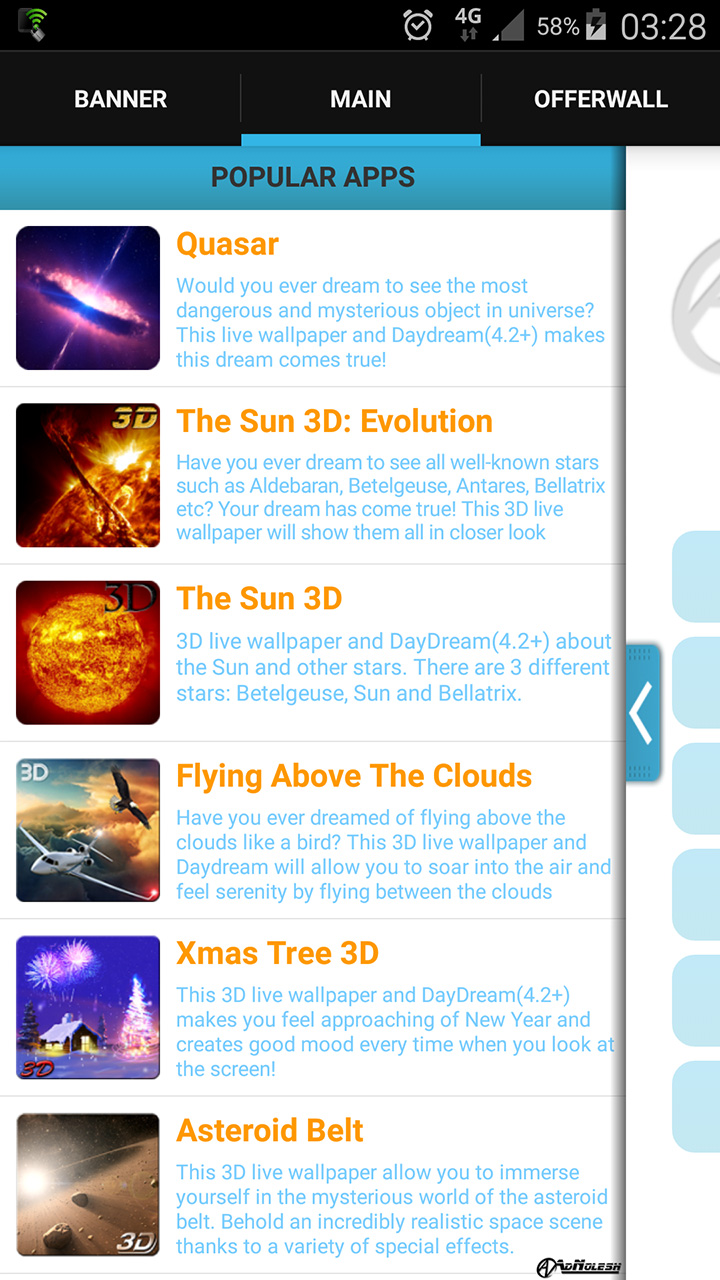 4G 58% 03:28
BANNER MAIN OFFERWALL
POPULAR APPS
Quasar
Would you ever dream to see the most
dangerous and mysterious object in universe?
This live wallpaper and Daydream(4.2+) makes
this dream comes true!
3D
The Sun 3D: Evolution
Have you ever dream to see all well-known stars
such as Aldebaran, Betelgeuse, Antares, Bellatrix
etc? Your dream has come true! This 3D live
wallpaper will show them all in closer look
3D
The Sun 3D
3D live wallpaper and DayDream(4.2+) about
the Sun and other stars. There are 3 different
stars: Betelgeuse, Sun and Bellatrix.
3D
Flying Above The Clouds
Have you ever dreamed of flying above the
clouds like a bird? This 3D live wallpaper and
Daydream will allow you to soar into the air and
feel serenity by flying between the clouds
3D
Xmas Tree 3D
This 3D live wallpaper and DayDream(4.2+)
makes you feel approaching of New Year and
creates good mood every time when you look at
the screen!
3D
Asteroid Belt
This 3D live wallpaper allow you to immerse
yourself in the mysterious world of the asteroid
belt. Behold an incredibly realistic space scene
thanks to a variety of special effects.
ADNOLESH